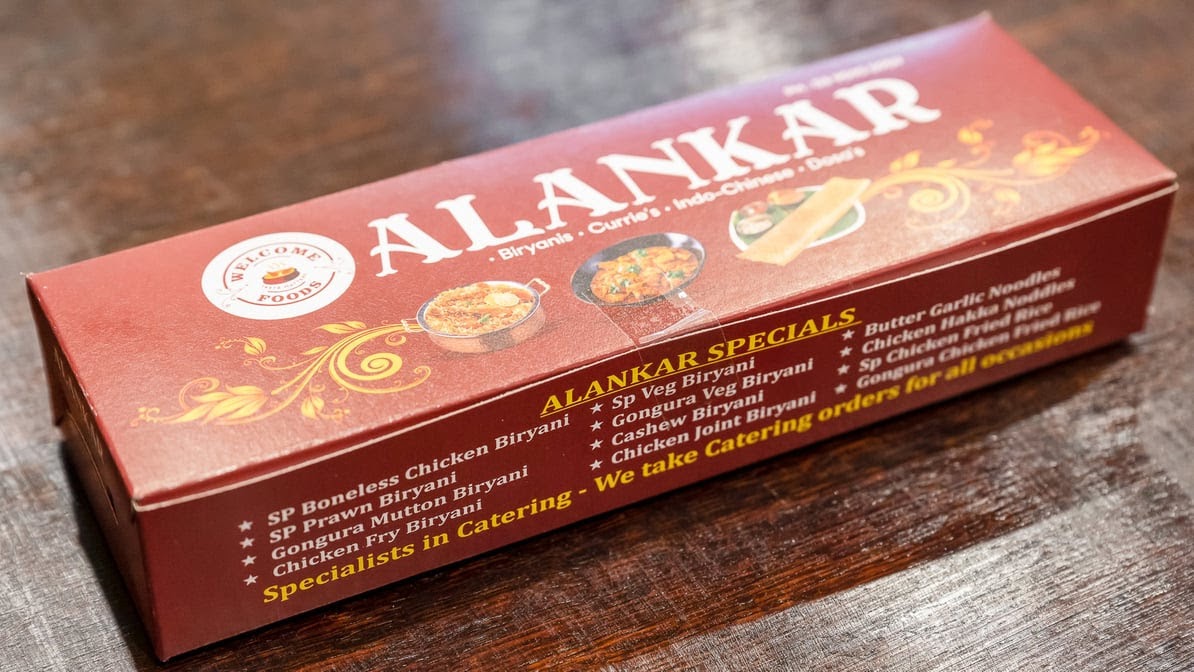 ALANKAR
• Biryanis • Currie's • Indo-Chinese • Dosa's
WELCOME
FOODS
ALANKAR SPECIALS
★ SP Boneless Chicken Biryani
★ SP Prawn Biryani
★ Gongura Mutton Biryani
★ Chicken Fry Biryani
★ Sp Veg Biryani
★ Gongura Veg Biryani
★ Cashew Biryani
★ Chicken Joint Biryani
★ Butter Garlic Noodles
★ Chicken Hakka Noddles
★ Sp Chicken Fried Rice
★ Gongura Chicken Fried Rice
Specialists in Catering - We take Catering orders for all occasions